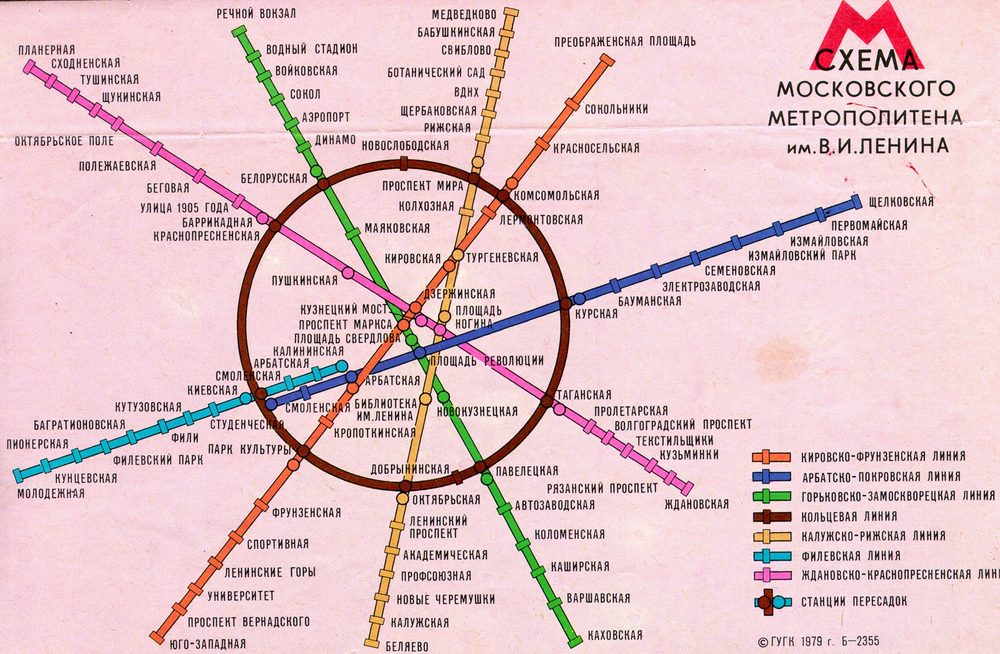 СХЕМА
МОСКОВСКОГО
МЕТРОПОЛИТЕНА
им. В.И.ЛЕНИНА
РЕЧНОЙ ВОКЗАЛ
ВОДНЫЙ СТАДИОН
ВОЙКОВСКАЯ
СОКОЛ
АЭРОПОРТ
ДИНАМО
БЕЛОРУССКАЯ
МАЯКОВСКАЯ
ПЛОЩАДЬ СВЕРДЛОВА
НОВОКУЗНЕЦКАЯ
ПАВЕЛЕЦКАЯ
АВТОЗАВОДСКАЯ
КОЛОМЕНСКАЯ
КАШИРСКАЯ
ВАРШАВСКАЯ
КАХОВСКАЯ
МЕДВЕДКОВО
БАБУШКИНСКАЯ
СВИБЛОВО
БОТАНИЧЕСКИЙ САД
ВДНХ
ЩЕРБАКОВСКАЯ
РИЖСКАЯ
НОВОСЛОБОДСКАЯ
ПРОСПЕКТ МИРА
КОЛХОЗНАЯ
КИРОВСКАЯ
ТУРГЕНЕВСКАЯ
ПРЕОБРАЖЕНСКАЯ ПЛОЩАДЬ
СОКОЛЬНИКИ
КРАСНОСЕЛЬСКАЯ
КОМСОМОЛЬСКАЯ
ЛЕРМОНТОВСКАЯ
ПЛАНЕРНАЯ
СХОДНЕНСКАЯ
ТУШИНСКАЯ
ЩУКИНСКАЯ
ОКТЯБРЬСКОЕ ПОЛЕ
ПОЛЕЖАЕВСКАЯ
БЕГОВАЯ
УЛИЦА 1905 ГОДА
БАРРИКАДНАЯ
КРАСНОПРЕСНЕНСКАЯ
ПУШКИНСКАЯ
ДЗЕРЖИНСКАЯ
КУЗНЕЦКИЙ МОСТ
ПРОСПЕКТ МАРКСА
ПЛОЩАДЬ
НОГИНА
ПЛОЩАДЬ РЕВОЛЮЦИИ
ЩЕЛКОВСКАЯ
ПЕРВОМАЙСКАЯ
ИЗМАЙЛОВСКАЯ
ИЗМАЙЛОВСКИЙ ПАРК
СЕМЕНОВСКАЯ
ЭЛЕКТРОЗАВОДСКАЯ
БАУМАНСКАЯ
КУРСКАЯ
КАЛИНИНСКАЯ
АРБАТСКАЯ
СМОЛЕНСКАЯ
КИЕВСКАЯ
КУТУЗОВСКАЯ
СТУДЕНЧЕСКАЯ
БАГРАТИОНОВСКАЯ
ФИЛИ
ПИОНЕРСКАЯ
ФИЛЕВСКИЙ ПАРК
КУНЦЕВСКАЯ
МОЛОДЕЖНАЯ
АРБАТСКАЯ
СМОЛЕНСКАЯ
БИБЛИОТЕКА
ИМ.ЛЕНИНА
КРОПОТКИНСКАЯ
ПАРК КУЛЬТУРЫ
ФРУНЗЕНСКАЯ
СПОРТИВНАЯ
ЛЕНИНСКИЕ ГОРЫ
УНИВЕРСИТЕТ
ПРОСПЕКТ ВЕРНАДСКОГО
ЮГО-ЗАПАДНАЯ
ДОБРЫНИНСКАЯ
ОКТЯБРЬСКАЯ
ЛЕНИНСКИЙ
ПРОСПЕКТ
АКАДЕМИЧЕСКАЯ
ПРОФСОЮЗНАЯ
НОВЫЕ ЧЕРЕМУШКИ
КАЛУЖСКАЯ
БЕЛЯЕВО
ТАГАНСКАЯ
ПРОЛЕТАРСКАЯ
ВОЛГОГРАДСКИЙ ПРОСПЕКТ
ТЕКСТИЛЬЩИКИ
КУЗЬМИНКИ
РЯЗАНСКИЙ ПРОСПЕКТ
ЖДАНОВСКАЯ
КИРОВСКО-ФРУНЗЕНСКАЯ ЛИНИЯ
АРБАТСКО-ПОКРОВСКАЯ ЛИНИЯ
ГОРЬКОВСКО-ЗАМОСКВОРЕЦКАЯ ЛИНИЯ
КОЛЬЦЕВАЯ ЛИНИЯ
КАЛУЖСКО-РИЖСКАЯ ЛИНИЯ
ФИЛЕВСКАЯ ЛИНИЯ
ЖДАНОВСКО-КРАСНОПРЕСНЕНСКАЯ ЛИНИ
СТАНЦИИ ПЕРЕСАДОК
© ГУГК 1979 г. Б-2355